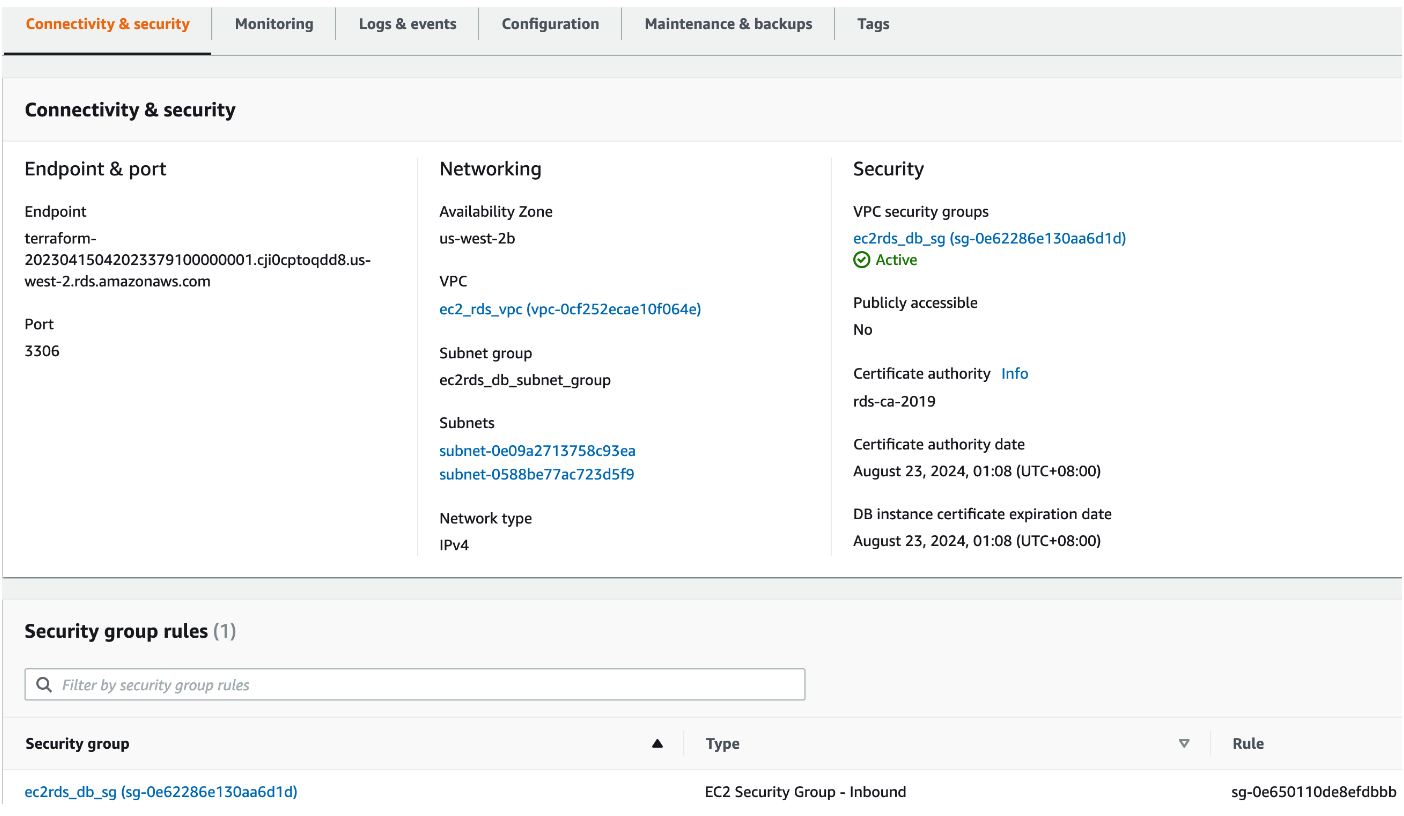 Connectivity & security
Monitoring
Logs & events
Configuration
Maintenance & backups
Tags
Connectivity & security
Endpoint & port
Endpoint
terraform-
20230415042023379100000001.cji0cptoqdd8.us-
west-2.rds.amazonaws.com
Port
3306
Networking
Availability Zone
us-west-2b
VPC
ec2_rds_vpc (vpc-0cf252ecae10f064e)
Subnet group
ec2rds_db_subnet_group
Subnets
subnet-0e09a2713758c93ea
subnet-0588be77ac723d5f9
Network type
IPv4
Security
VPC security groups
ec2rds_db_sg (sg-0e62286e130aa6d1d)
Active
Publicly accessible
No
Certificate authority Info
rds-ca-2019
Certificate authority date
August 23, 2024, 01:08 (UTC+08:00)
DB instance certificate expiration date
August 23, 2024, 01:08 (UTC+08:00)
Security group rules (1)
Filter by security group rules
Security group
Type
Rule
ec2rds_db_sg (sg-0e62286e130aa6d1d)
EC2 Security Group - Inbound
sg-0e650110de8efdbbb